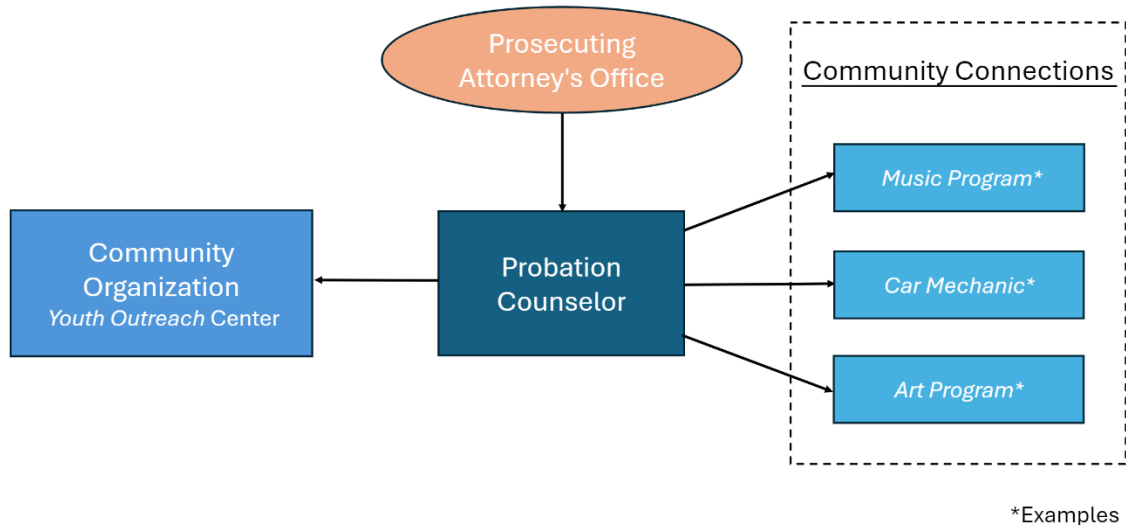 Prosecuting
Attorney's Office
Community Connections
Music Program*
Community
Organization
Youth Outreach Center
Probation
Counselor
Car Mechanic*
Art Program*
*Examples